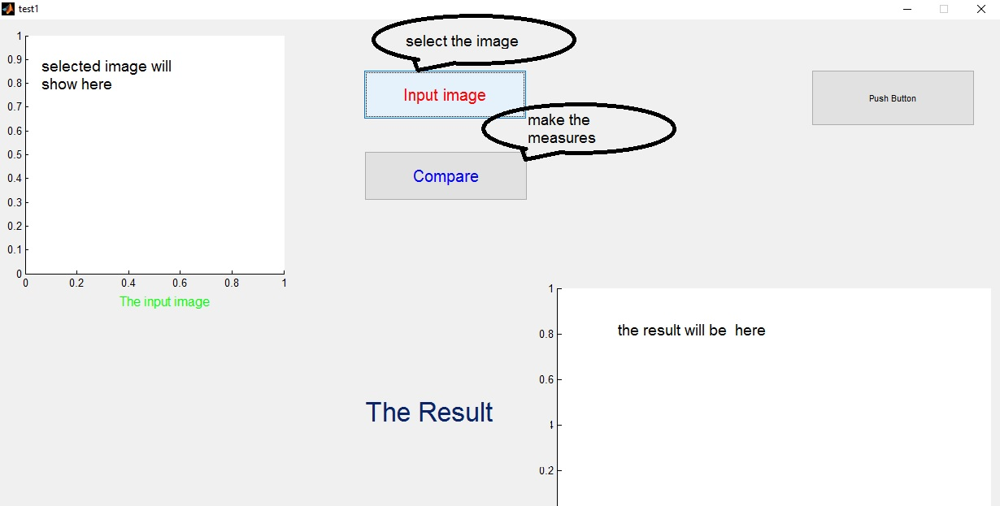 test1
select the image
1
0.9
selected image will
0.8
show here
Input image
Push Button
0.7
make the
0.6
measures
0.5
0.4
Compare
0.3
0.2
0.1
0
0 0.2 0.4 0.6 0.8 1
The input image
1
0.8
the result will be  here
0.6
The Result
0.2